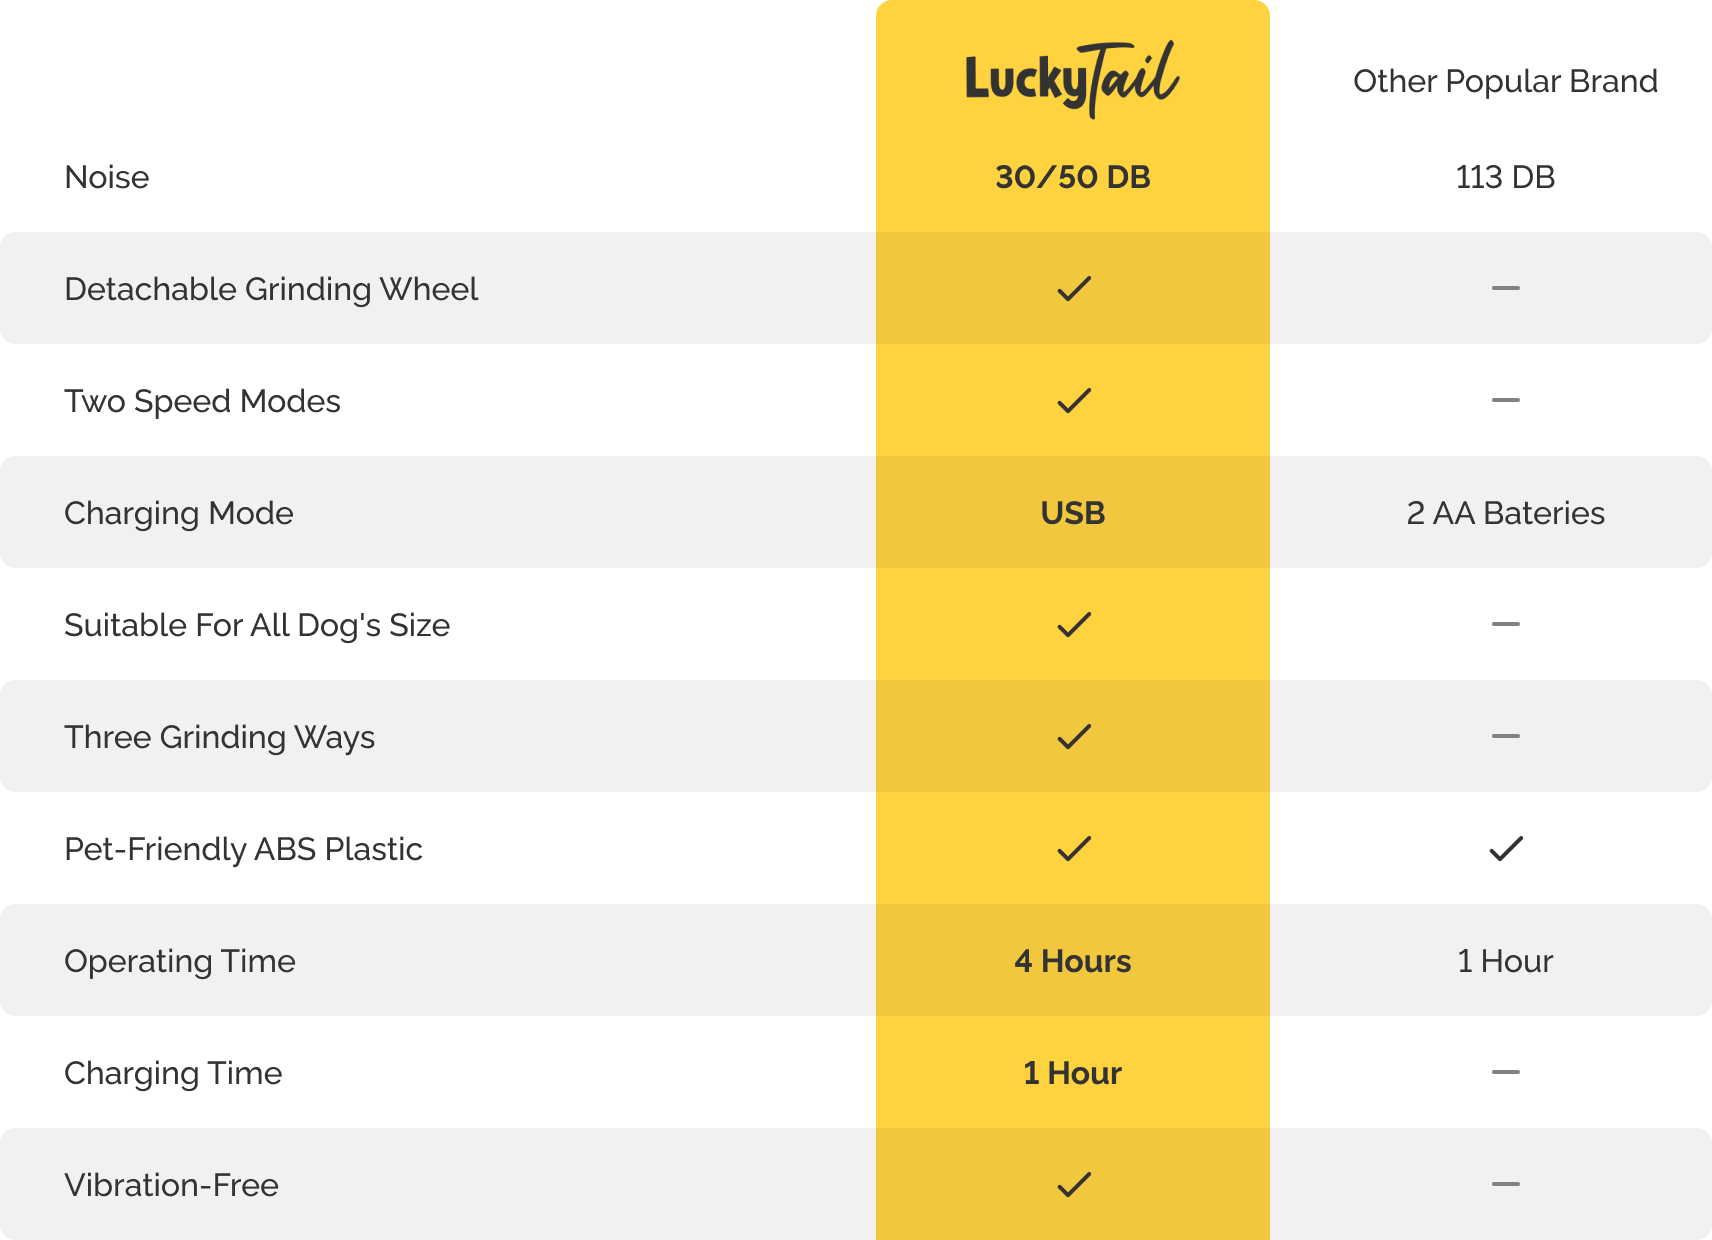 LuckyTail Other Popular Brand
Noise 30/50 DB 113 DB
Detachable Grinding Wheel
Two Speed Modes
Charging Mode USB 2 AA Bateries
Suitable For All Dog's Size
Three Grinding Ways
Pet-Friendly ABS Plastic
Operating Time 4 Hours 1 Hour
Charging Time 1 Hour
Vibration-Free